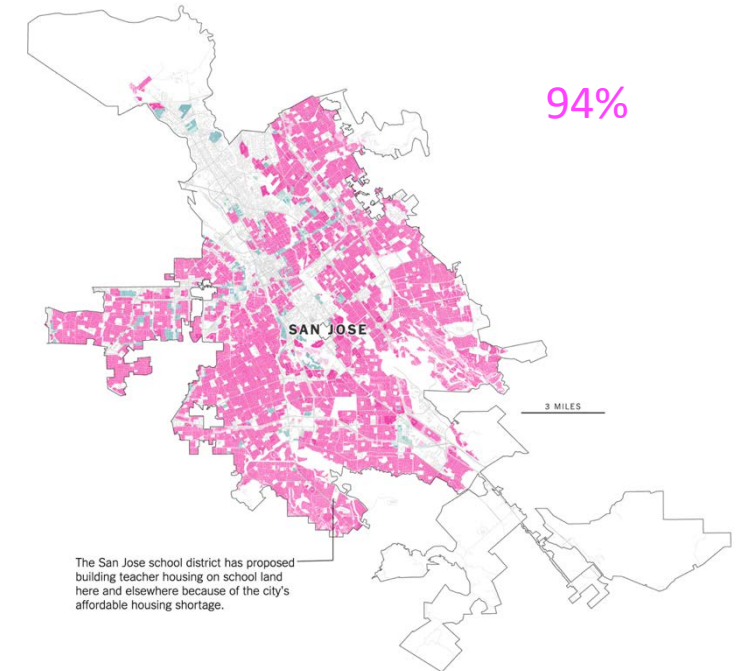 94%
SAN JOSE
3 MILES
The San Jose school district has proposed
building teacher housing on school land
here and elsewhere because of the city's
affordable housing shortage.